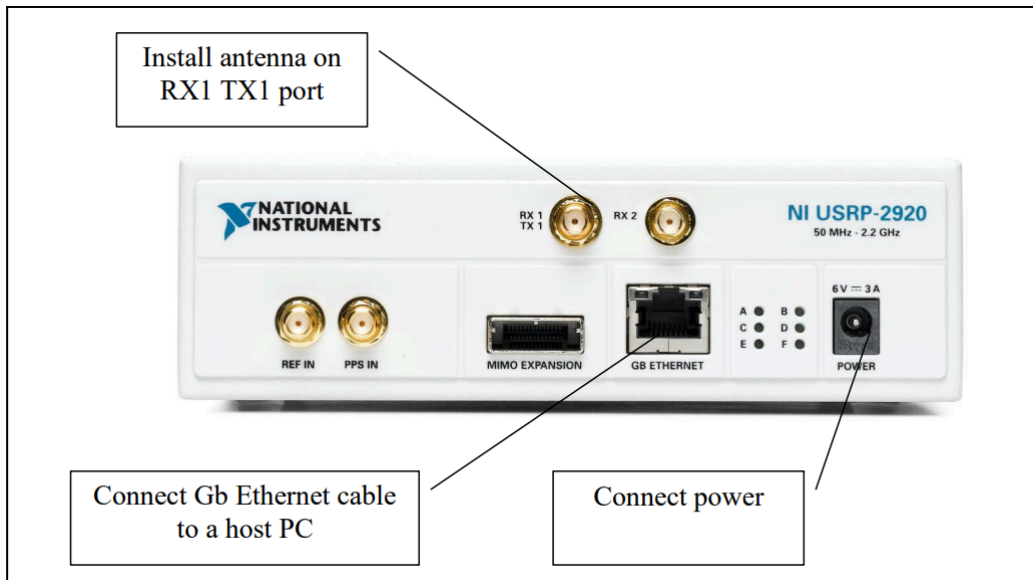 Install antenna on
RX1 TX1 port
NATIONAL
INSTRUMENTS
RX 1
TX 1
RX 2
NI USRP-2920
50 MHz - 2.2 GHz
6V ⎓ 3A
A B
C D
E F
REF IN PPS IN MIMO EXPANSION GB ETHERNET POWER
Connect Gb Ethernet cable
to a host PC
Connect power